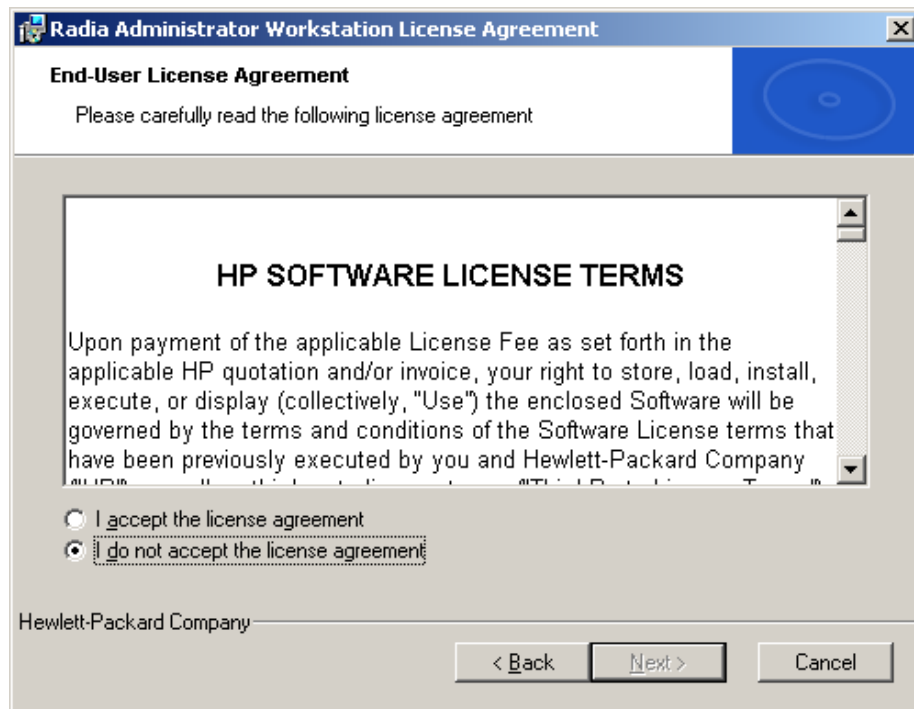 Radia Administrator Workstation License Agreement
End-User License Agreement
Please carefully read the following license agreement
HP SOFTWARE LICENSE TERMS
Upon payment of the applicable License Fee as set forth in the
applicable HP quotation and/or invoice, your right to store, load, install,
execute, or display (collectively, "Use") the enclosed Software will be
governed by the terms and conditions of the Software License terms that
have been previously executed by you and Hewlett-Packard Company
I accept the license agreement
I do not accept the license agreement
Hewlett-Packard Company
< Back
Next >
Cancel